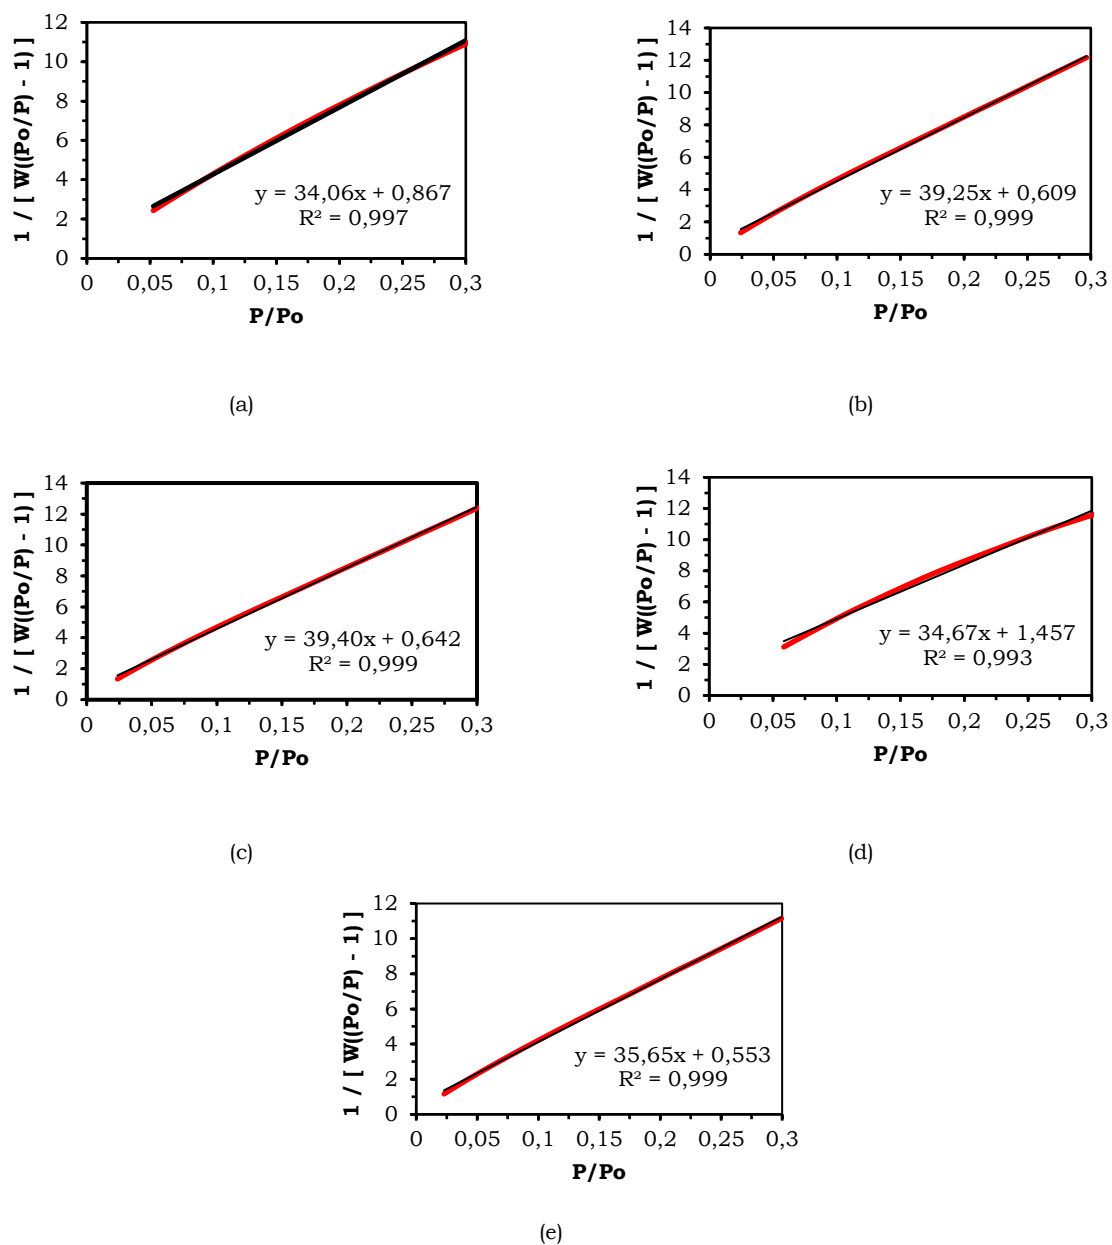 12
10
8
6
4
2
0
1 / [ W((Po/P) - 1) ]
y = 34,06x + 0,867
R² = 0,997
0 0,05 0,1 0,15 0,2 0,25 0,3
P/Po
(a)
14
12
10
8
6
4
2
0
1 / [ W((Po/P) - 1) ]
y = 39,25x + 0,609
R² = 0,999
0 0,05 0,1 0,15 0,2 0,25 0,3
P/Po
(b)
14
12
10
8
6
4
2
0
1 / [ W((Po/P) - 1) ]
y = 39,40x + 0,642
R² = 0,999
0 0,05 0,1 0,15 0,2 0,25 0,3
P/Po
(c)
14
12
10
8
6
4
2
0
1 / [ W((Po/P) - 1) ]
y = 34,67x + 1,457
R² = 0,993
0 0,05 0,1 0,15 0,2 0,25 0,3
P/Po
(d)
12
10
8
6
4
2
0
1 / [ W((Po/P) - 1) ]
y = 35,65x + 0,553
R² = 0,999
0 0,05 0,1 0,15 0,2 0,25 0,3
P/Po
(e)